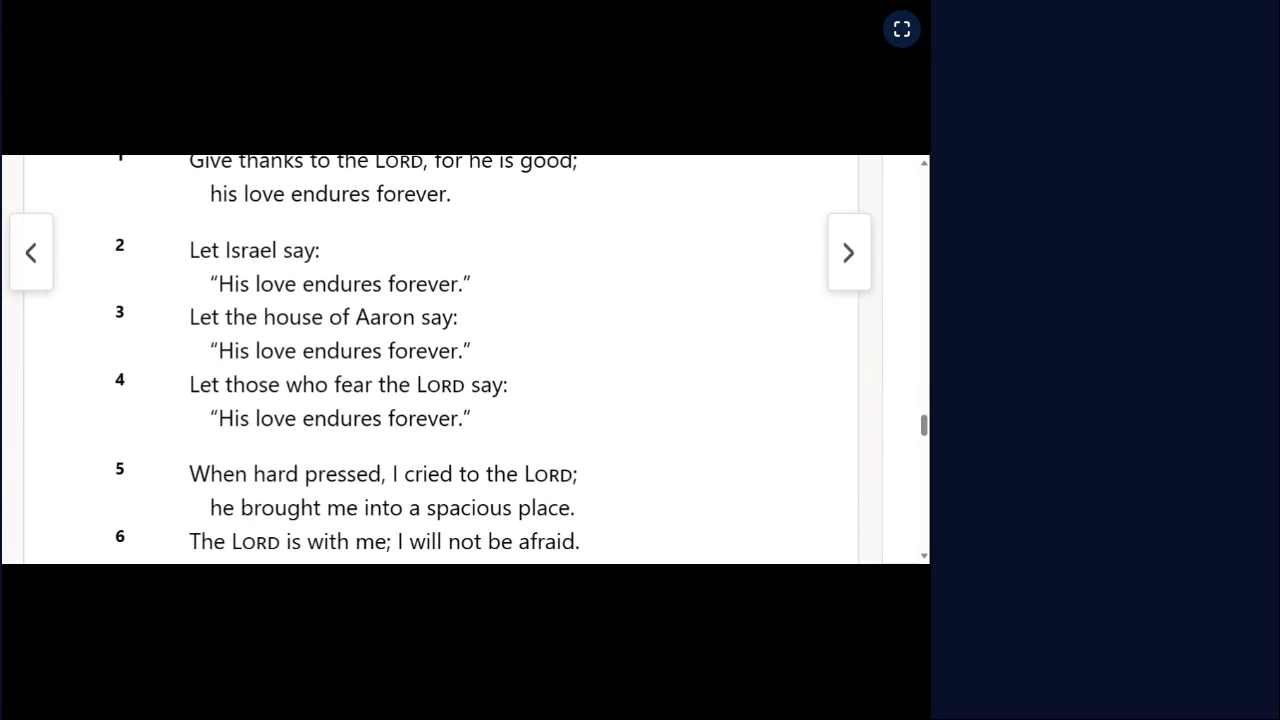 1 Give thanks to the LORD, for he is good;
his love endures forever.
2 Let Israel say:
“His love endures forever.”
3 Let the house of Aaron say:
“His love endures forever.”
4 Let those who fear the LORD say:
“His love endures forever.”
5 When hard pressed, I cried to the LORD;
he brought me into a spacious place.
6 The LORD is with me; I will not be afraid.